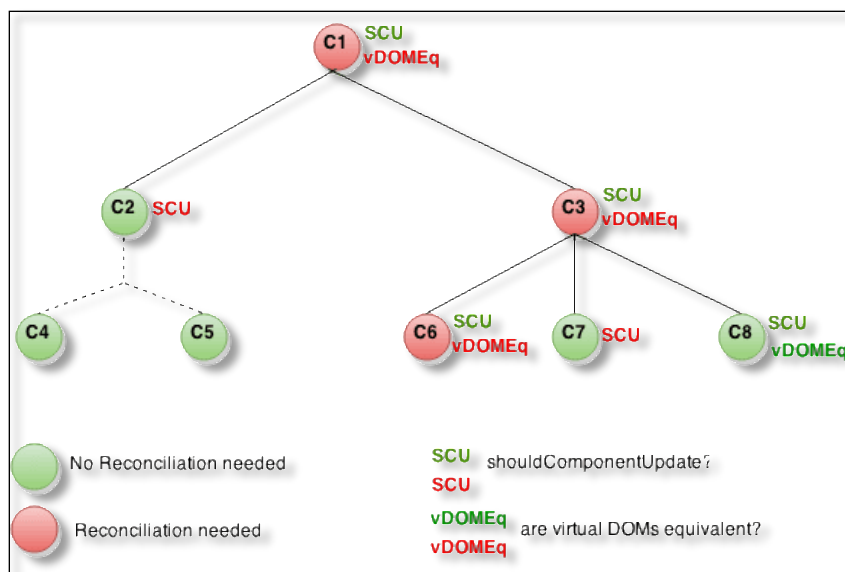 C1 SCU
vDOMEq
C2 SCU
C3 SCU
vDOMEq
C4
C5
C6 SCU
vDOMEq
C7 SCU
C8 SCU
vDOMEq
No Reconciliation needed
Reconciliation needed
SCU shouldComponentUpdate?
SCU
vDOMEq are virtual DOMs equivalent?
vDOMEq